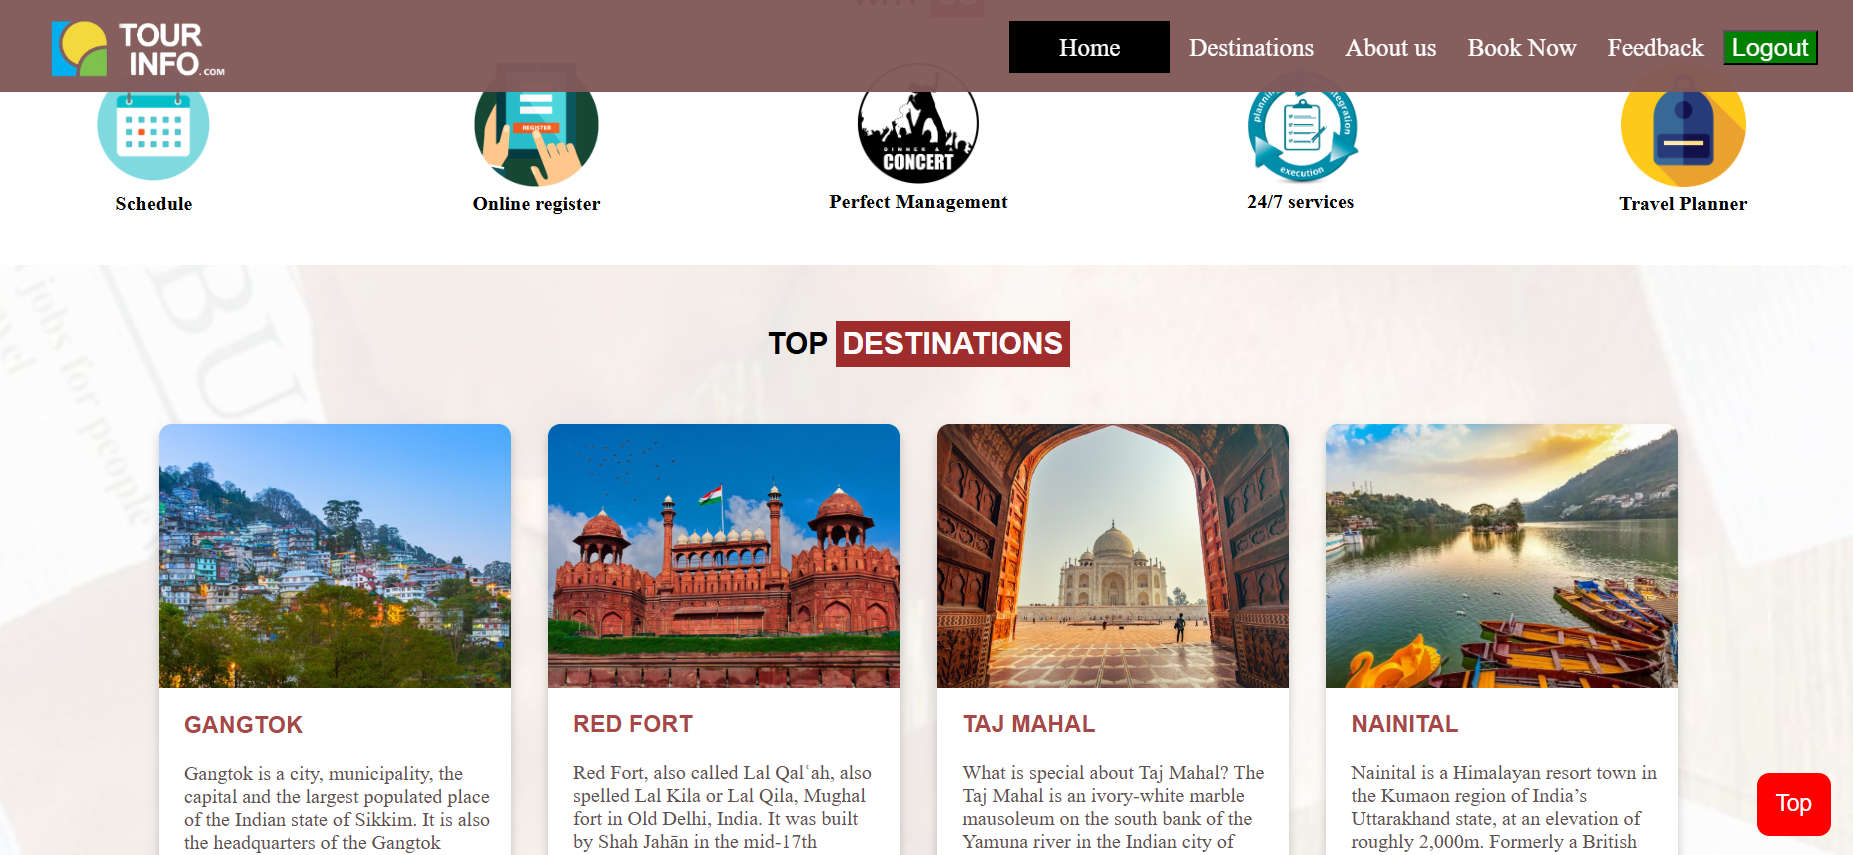 TOUR
INFO.COM
Home
Destinations
About us
Book Now
Feedback
Logout
REGISTER
DINNER & A
CONCERT
planning
integration
execution
Schedule
Online register
Perfect Management
24/7 services
Travel Planner
BUS
jobs for people
TOP DESTINATIONS
GANGTOK
Gangtok is a city, municipality, the
capital and the largest populated place
of the Indian state of Sikkim. It is also
the headquarters of the Gangtok
RED FORT
Red Fort, also called Lal Qalʿah, also
spelled Lal Kila or Lal Qila, Mughal
fort in Old Delhi, India. It was built
by Shah Jahān in the mid-17th
TAJ MAHAL
What is special about Taj Mahal? The
Taj Mahal is an ivory-white marble
mausoleum on the south bank of the
Yamuna river in the Indian city of
NAINITAL
Nainital is a Himalayan resort town in
the Kumaon region of India’s
Uttarakhand state, at an elevation of
roughly 2,000m. Formerly a British
Top